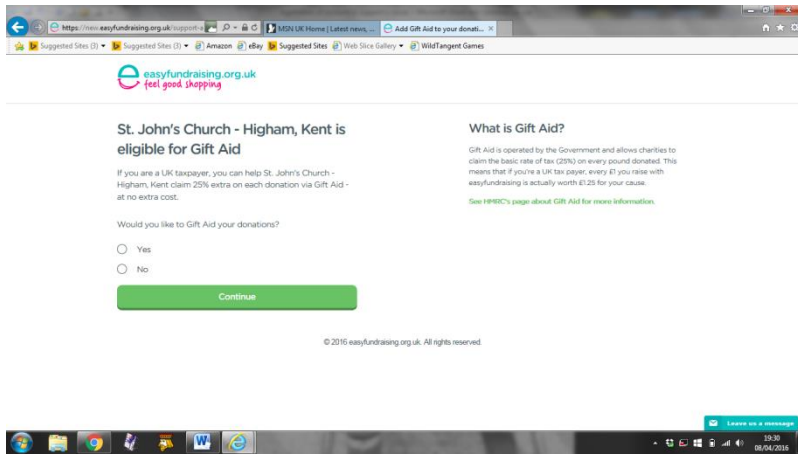 https://new.easyfundraising.org.uk/support-a
MSN UK Home | Latest news, ...
Add Gift Aid to your donati...
Suggested Sites (3)
Suggested Sites (3)
Amazon
eBay
Suggested Sites
Web Slice Gallery
WildTangent Games
easyfundraising.org.uk
feel good shopping
St. John's Church - Higham, Kent is
eligible for Gift Aid
If you are a UK taxpayer, you can help St. John's Church -
Higham, Kent claim 25% extra on each donation via Gift Aid -
at no extra cost.
Would you like to Gift Aid your donations?
Yes
No
Continue
What is Gift Aid?
Gift Aid is operated by the Government and allows charities to
claim the basic rate of tax (25%) on every pound donated. This
means that if you're a UK tax payer, every £1 you raise with
easyfundraising is actually worth £1.25 for your cause.
See HMRC's page about Gift Aid for more information.
© 2016 easyfundraising.org.uk. All rights reserved.
Leave us a message
19:30
08/04/2016